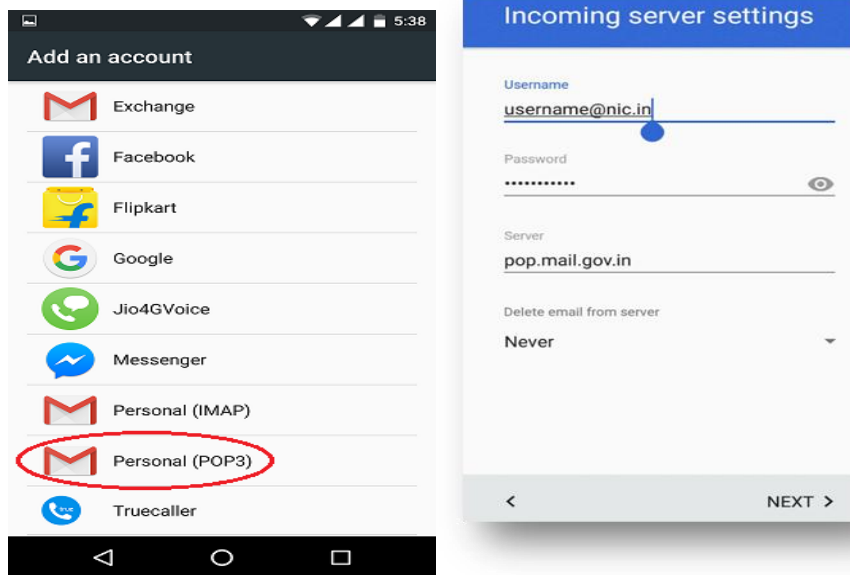 5:38
Add an account
Exchange
Facebook
Flipkart
Google
Jio4GVoice
Messenger
Personal (IMAP)
Personal (POP3)
true
Truecaller
Incoming server settings
Username
username@nic.in
Password
•••••••••••
Server
pop.mail.gov.in
Delete email from server
Never
NEXT